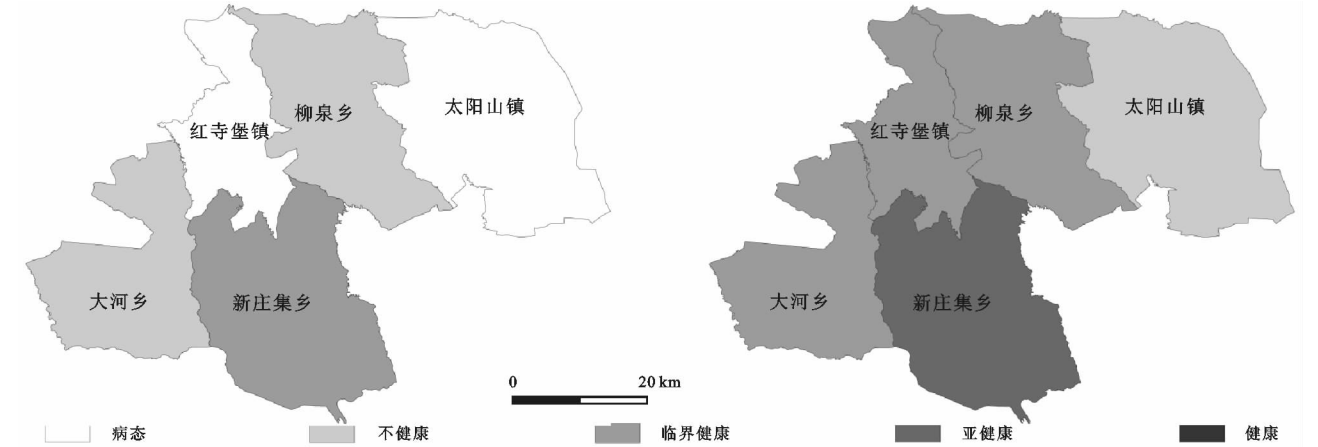 太阳山镇
柳泉乡
红寺堡镇
大河乡
新庄集乡
太阳山镇
柳泉乡
红寺堡镇
大河乡
新庄集乡
0 20 km
病态 不健康 临界健康 亚健康 健康